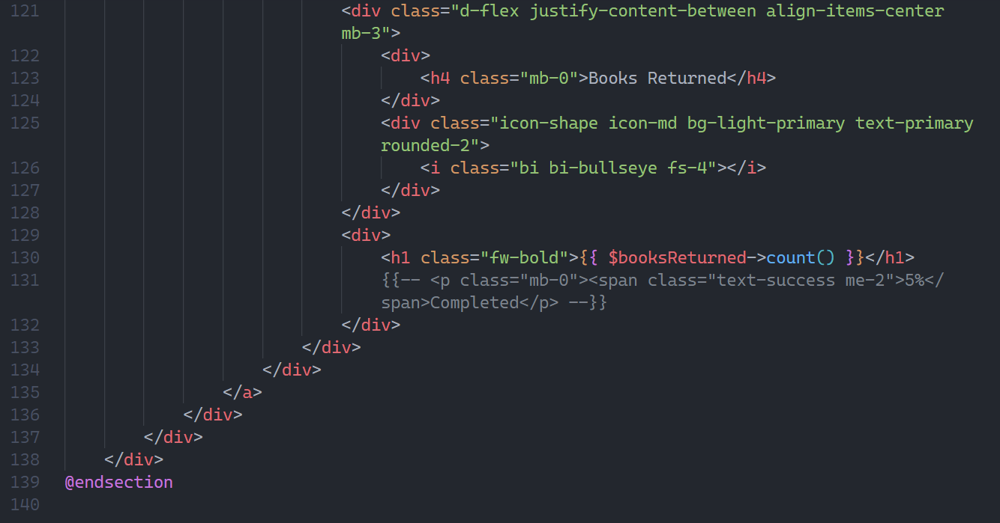 121 <div class="d-flex justify-content-between align-items-center
mb-3">
122 <div>
123 <h4 class="mb-0">Books Returned</h4>
124 </div>
125 <div class="icon-shape icon-md bg-light-primary text-primary
rounded-2">
126 <i class="bi bi-bullseye fs-4"></i>
127 </div>
128 </div>
129 <div>
130 <h1 class="fw-bold">{{ $booksReturned->count() }}</h1>
131 {{-- <p class="mb-0"><span class="text-success me-2">5%</
span>Completed</p> --}}
132 </div>
133 </div>
134 </div>
135 </a>
136 </div>
137 </div>
138 </div>
139 @endsection
140